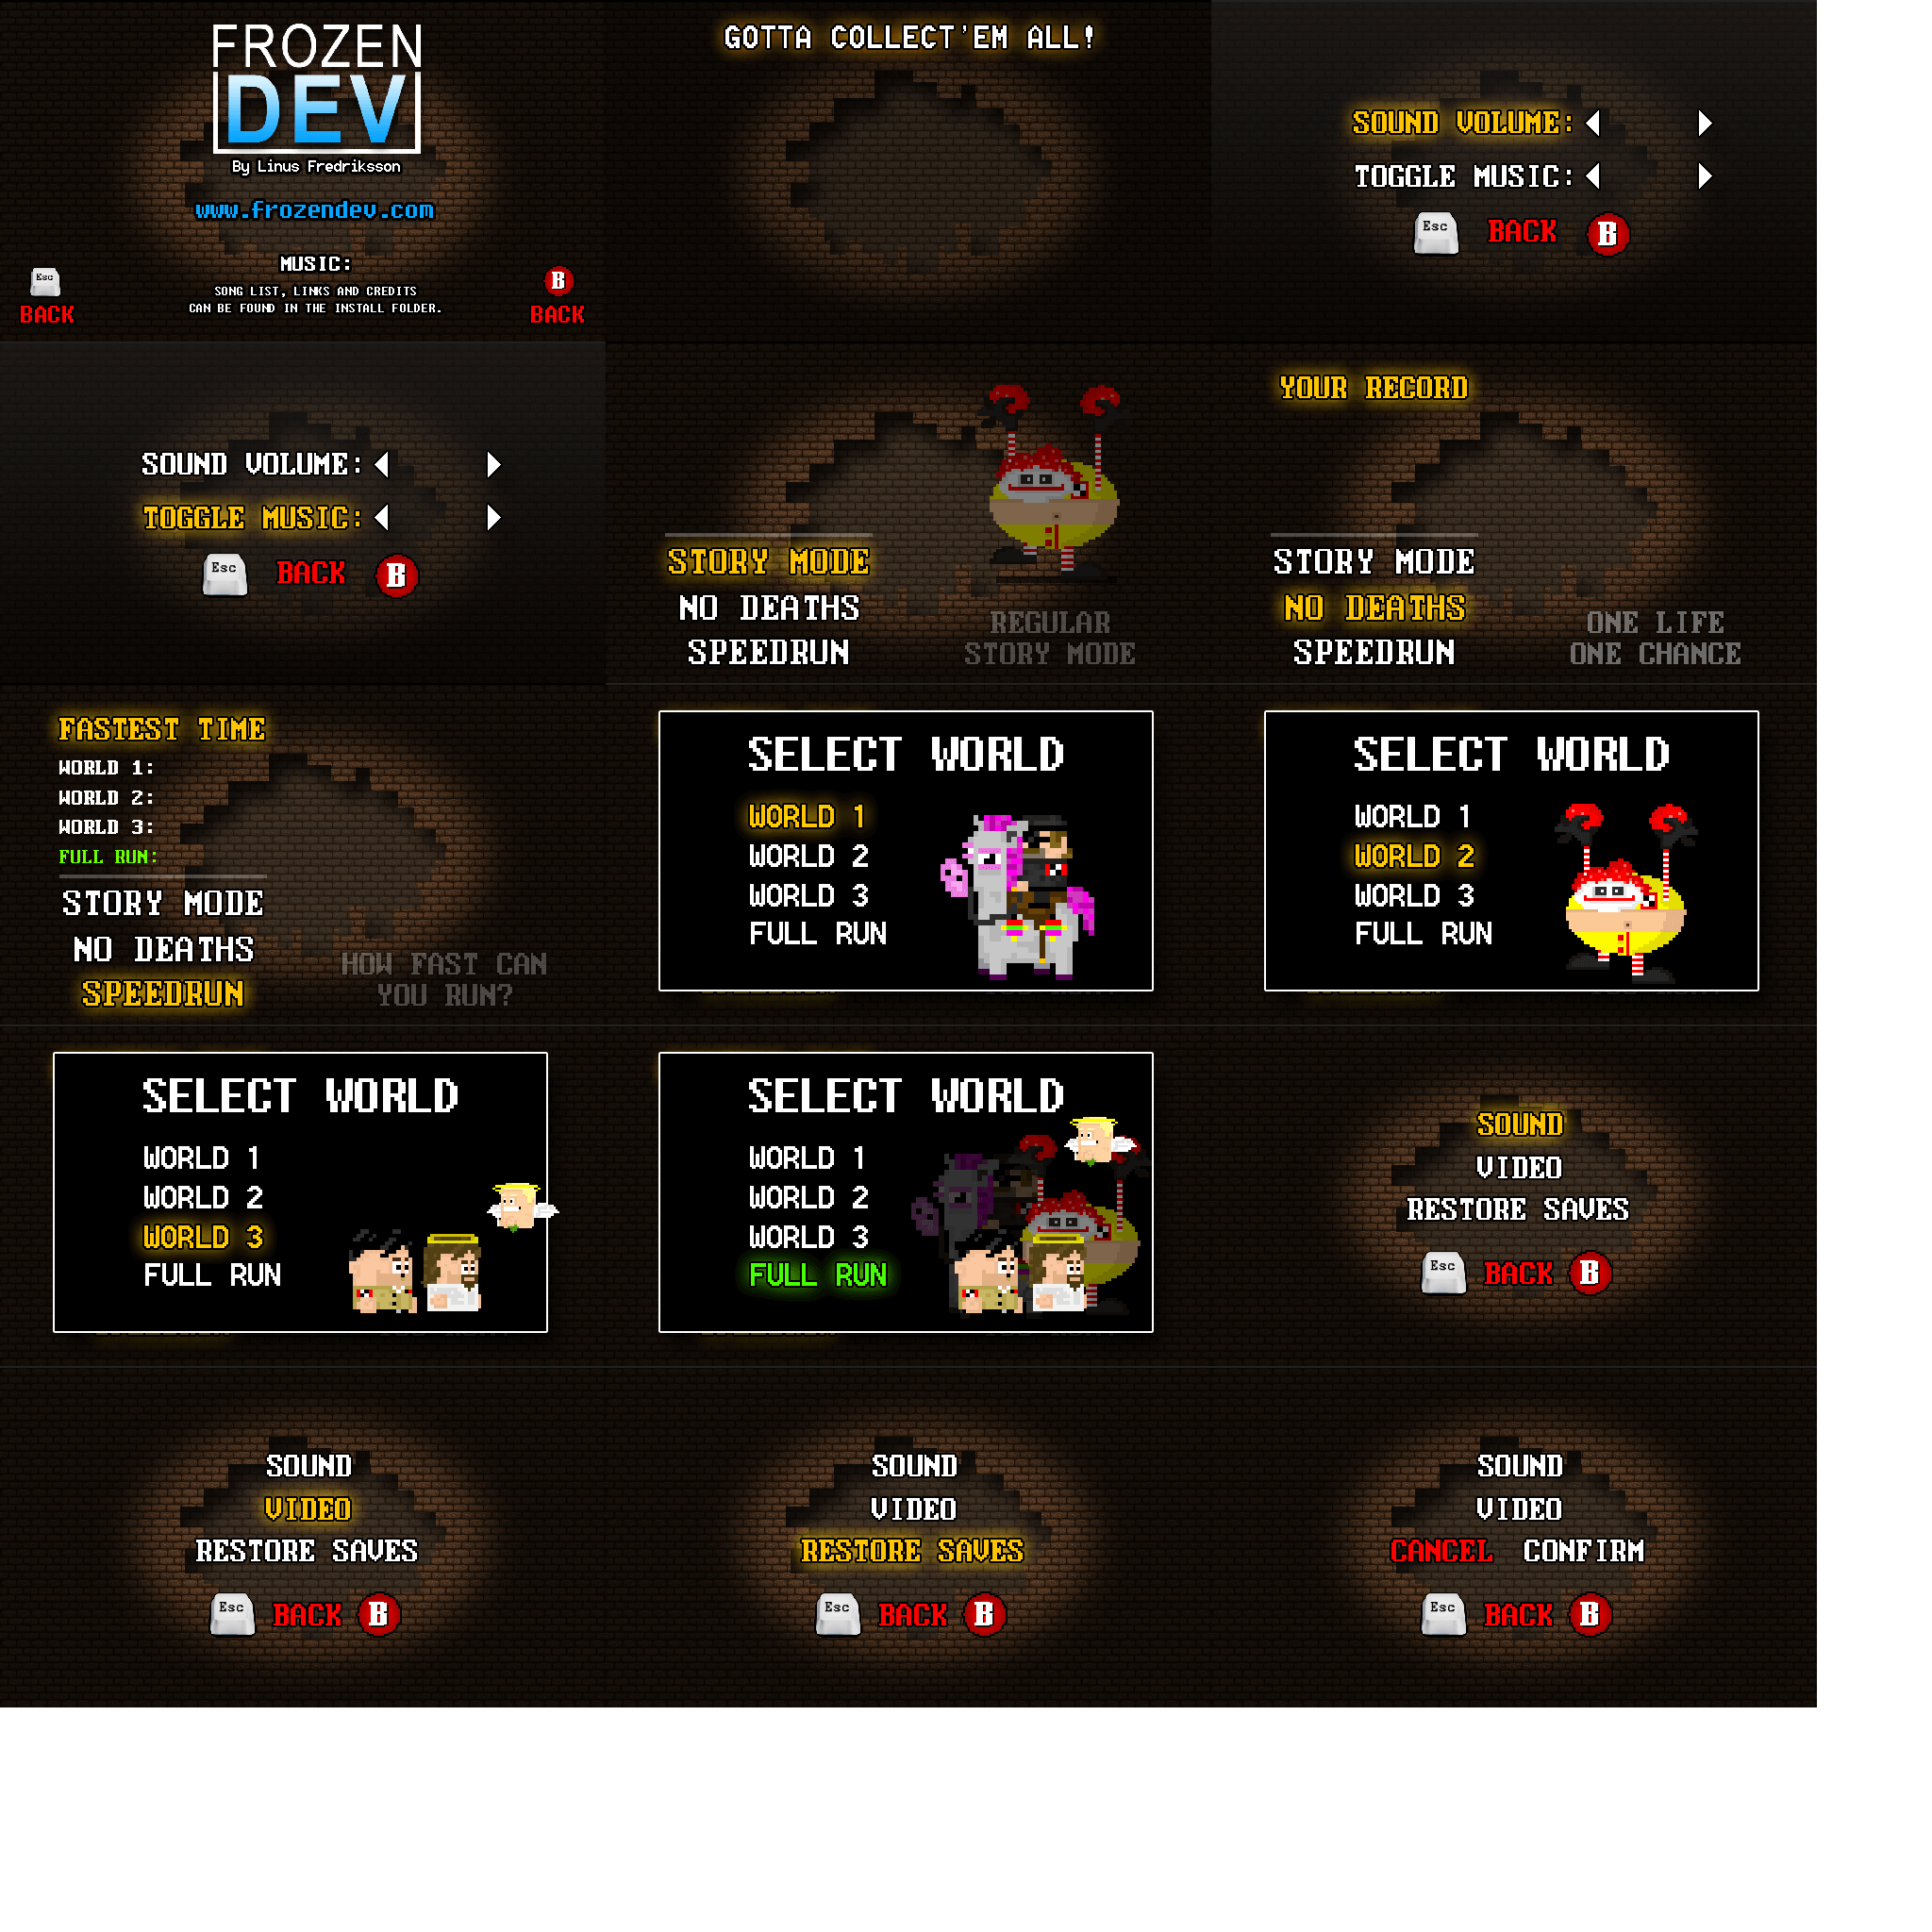 FROZEN
DEV
By Linus Fredriksson
www.frozendev.com
MUSIC:
SONG LIST, LINKS AND CREDITS
CAN BE FOUND IN THE INSTALL FOLDER.
Esc
BACK
B
BACK
GOTTA COLLECT'EM ALL!
SOUND VOLUME:
TOGGLE MUSIC:
Esc BACK B
SOUND VOLUME:
TOGGLE MUSIC:
Esc BACK B
STORY MODE
NO DEATHS
SPEEDRUN
REGULAR
STORY MODE
YOUR RECORD
STORY MODE
NO DEATHS
SPEEDRUN
ONE LIFE
ONE CHANCE
FASTEST TIME
WORLD 1:
WORLD 2:
WORLD 3:
FULL RUN:
STORY MODE
NO DEATHS
SPEEDRUN
HOW FAST CAN
YOU RUN?
SELECT WORLD
WORLD 1
WORLD 2
WORLD 3
FULL RUN
SELECT WORLD
WORLD 1
WORLD 2
WORLD 3
FULL RUN
SELECT WORLD
WORLD 1
WORLD 2
WORLD 3
FULL RUN
SELECT WORLD
WORLD 1
WORLD 2
WORLD 3
FULL RUN
SOUND
VIDEO
RESTORE SAVES
Esc BACK B
SOUND
VIDEO
RESTORE SAVES
Esc BACK B
SOUND
VIDEO
RESTORE SAVES
Esc BACK B
SOUND
VIDEO
CANCEL CONFIRM
Esc BACK B